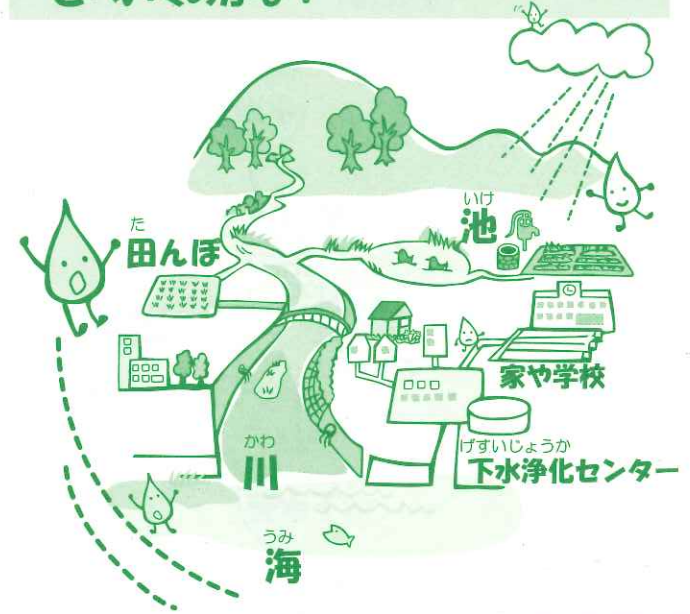 いけ
池
た
田んぼ
家や学校
かわ
川
げすいじょうか
下水浄化センター
うみ
海